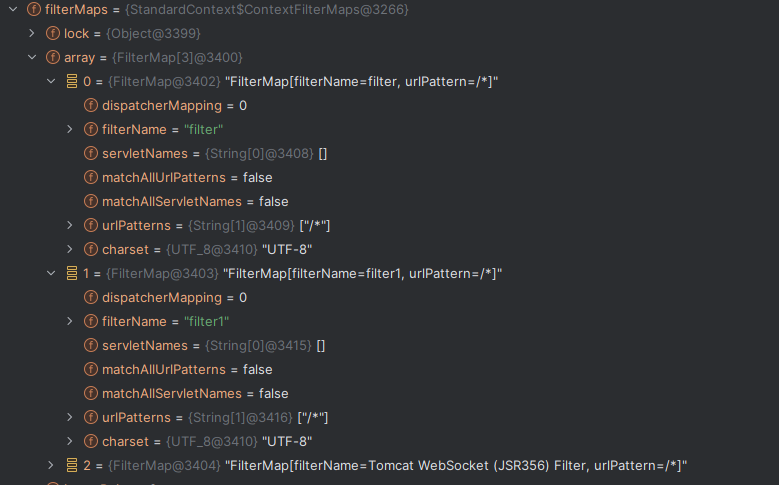 filterMaps = {StandardContext$ContextFilterMaps@3266}
lock = {Object@3399}
array = {FilterMap[3]@3400}
0 = {FilterMap@3402} "FilterMap[filterName=filter, urlPattern=/*]"
dispatcherMapping = 0
filterName = "filter"
servletNames = {String[0]@3408} []
matchAllUrlPatterns = false
matchAllServletNames = false
urlPatterns = {String[1]@3409} ["/*"]
charset = {UTF_8@3410} "UTF-8"
1 = {FilterMap@3403} "FilterMap[filterName=filter1, urlPattern=/*]"
dispatcherMapping = 0
filterName = "filter1"
servletNames = {String[0]@3415} []
matchAllUrlPatterns = false
matchAllServletNames = false
urlPatterns = {String[1]@3416} ["/*"]
charset = {UTF_8@3410} "UTF-8"
2 = {FilterMap@3404} "FilterMap[filterName=Tomcat WebSocket (JSR356) Filter, urlPattern=/*]"